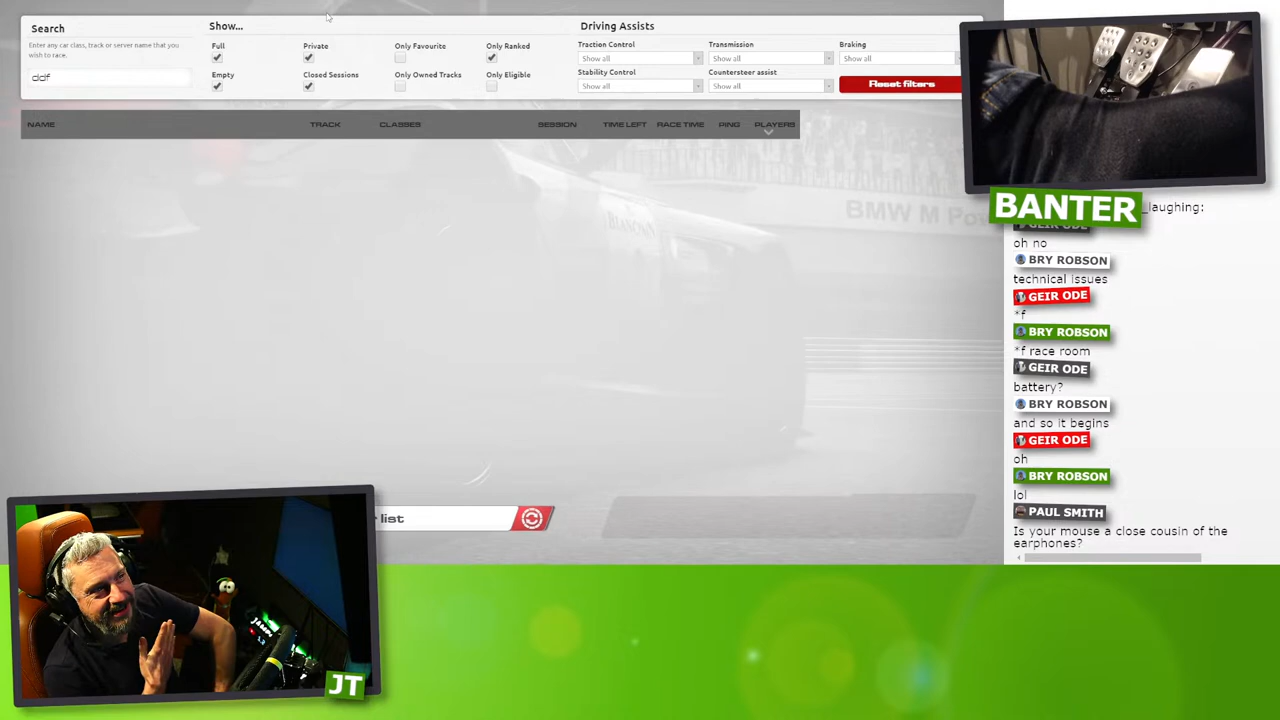 Search
Enter any car class, track or server name that you
wish to race.
ddf
Show...
Full
Private
Only Favourite
Only Ranked
Empty
Closed Sessions
Only Owned Tracks
Only Eligible
Driving Assists
Traction Control
Transmission
Braking
Show all
Show all
Show all
Stability Control
Countersteer assist
Show all
Show all
Reset filters
NAME
TRACK
CLASSES
SESSION
TIME LEFT
RACE TIME
PING
PLAYERS
BMW M Po
list
BANTER
_laughing:
GEIR ODE
oh no
BRY ROBSON
technical issues
GEIR ODE
*f
BRY ROBSON
*f race room
GEIR ODE
battery?
BRY ROBSON
and so it begins
GEIR ODE
oh
BRY ROBSON
lol
PAUL SMITH
Is your mouse a close cousin of the
earphones?
JT